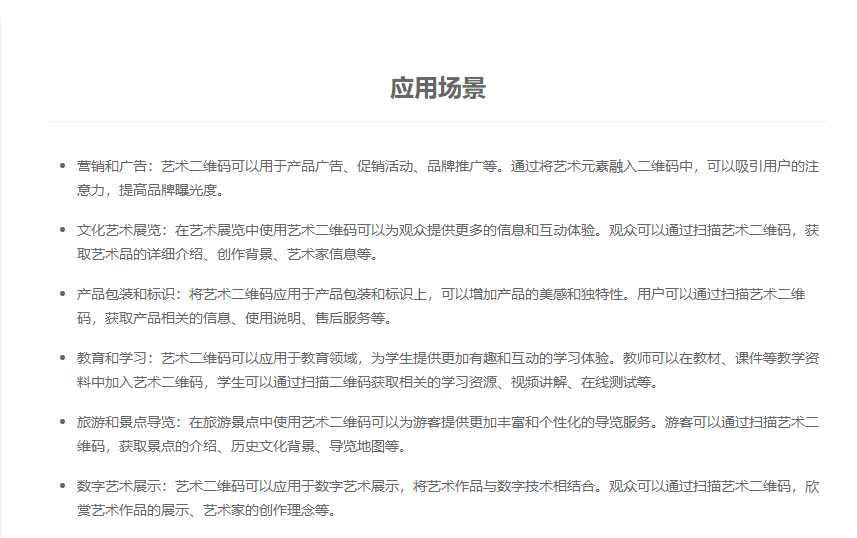 应用场景
营销和广告：艺术二维码可以用于产品广告、促销活动、品牌推广等。通过将艺术元素融入二维码中，可以吸引用户的注
意力，提高品牌曝光度。
文化艺术展览：在艺术展览中使用艺术二维码可以为观众提供更多的信息和互动体验。观众可以通过扫描艺术二维码，获
取艺术品的详细介绍、创作背景、艺术家信息等。
产品包装和标识：将艺术二维码应用于产品包装和标识上，可以增加产品的美感和独特性。用户可以通过扫描艺术二维
码，获取产品相关的信息、使用说明、售后服务等。
教育和学习：艺术二维码可以应用于教育领域，为学生提供更加有趣和互动的学习体验。教师可以在教材、课件等教学资
料中加入艺术二维码，学生可以通过扫描二维码获取相关的学习资源、视频讲解、在线测试等。
旅游和景点导览：在旅游景点中使用艺术二维码可以为游客提供更加丰富和个性化的导览服务。游客可以通过扫描艺术二
维码，获取景点的介绍、历史文化背景、导览地图等。
数字艺术展示：艺术二维码可以应用于数字艺术展示，将艺术作品与数字技术相结合。观众可以通过扫描艺术二维码，欣
赏艺术作品的展示、艺术家的创作理念等。